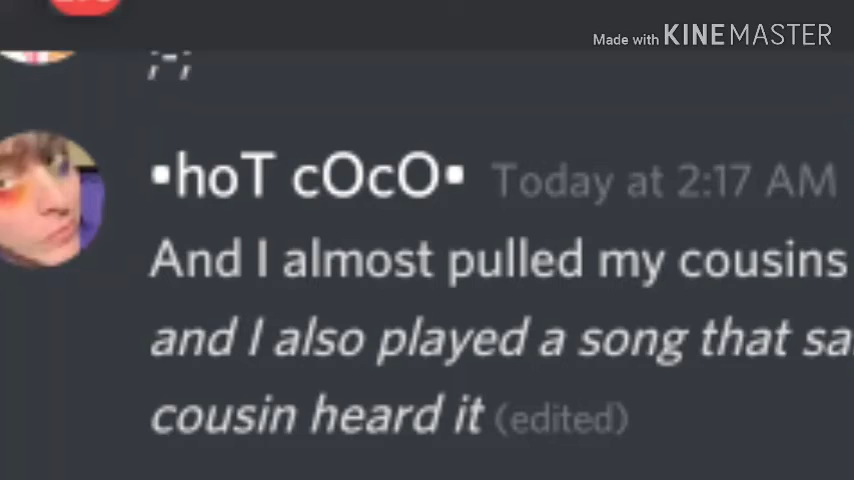 Made with KINEMASTER
;-;
•hoT cOcO• Today at 2:17 AM
And I almost pulled my cousins
and I also played a song that sa
cousin heard it (edited)